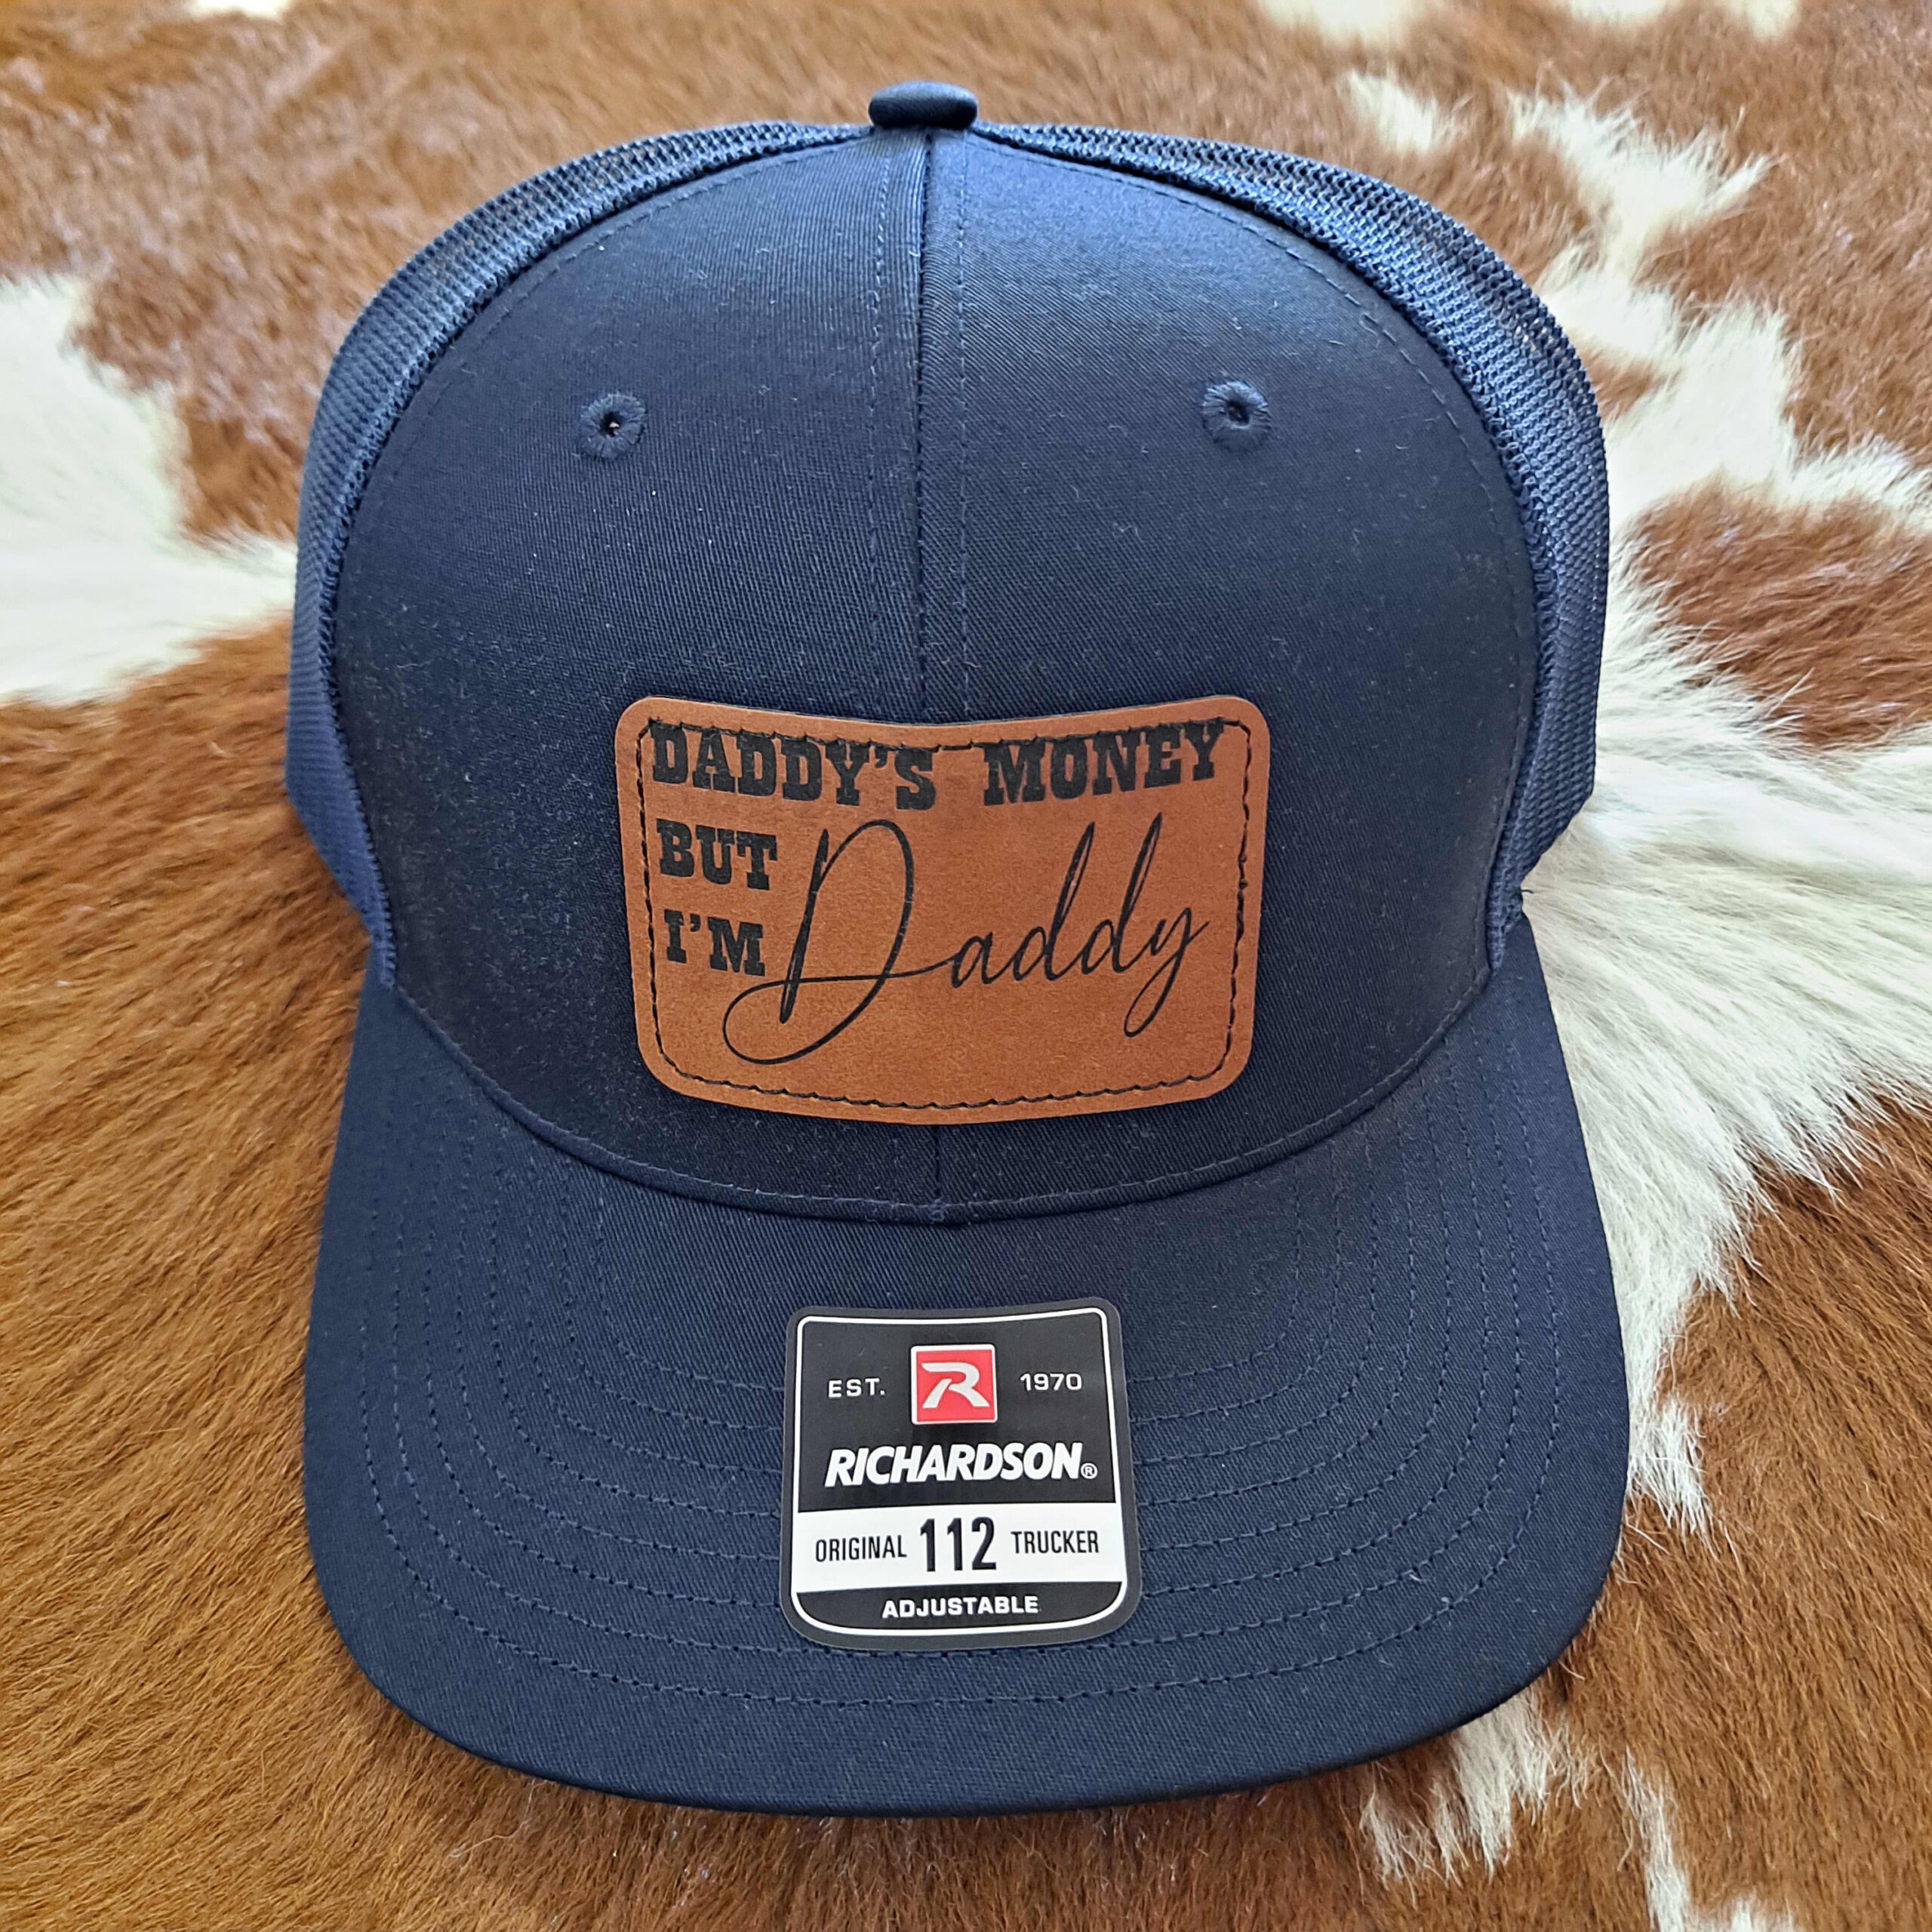 DADDY'S MONEY
BUT
I'M Daddy
EST. R 1970
RICHARDSON®
ORIGINAL 112 TRUCKER
ADJUSTABLE